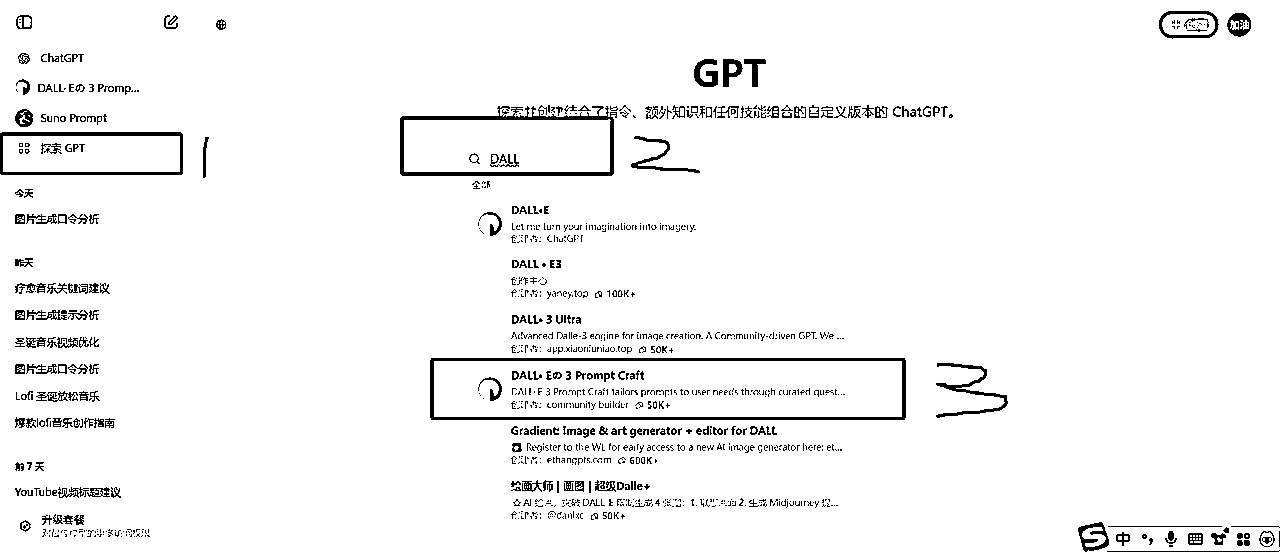 ChatGPT
DALL·Eの 3 Promp...
Suno Prompt
探索 GPT
1
今天
图片生成口令分析
昨天
疗愈音乐关键词建议
图片生成提示分析
圣诞音乐视频优化
图片生成口令分析
Lofi 圣诞放松音乐
爆款lofi音乐创作指南
前 7 天
YouTube视频标题建议
升级套餐
加油
GPT
探索并创建结合了指令、额外知识和任何技能组合的自定义版本的 ChatGPT。
DALL
2
全部
DALL·E
Let me turn your imagination into imagery.
创建者：ChatGPT
DALL • E3
创作中心
创建者：yaney.top 100K+
DALL• 3 Ultra
Advanced Dalle-3 engine for image creation. A Community-driven GPT. We ...
创建者：app.xiaofuniao.top 50K+
DALL• Eの 3 Prompt Craft
DALL·E 3 Prompt Craft tailors prompts to user needs through curated quest...
创建者：community builder 50K+
3
Gradient: Image & art generator + editor for DALL
Register to the WL for early access to a new AI image generator here: et...
创建者：ethangpts.com 600K+
绘画大师 | 画图 | 超级Dalle+
DALL·E 生成 4 张图：1. 2. 生成 Midjourney 提...
创建者：@danlxc 50K+
中